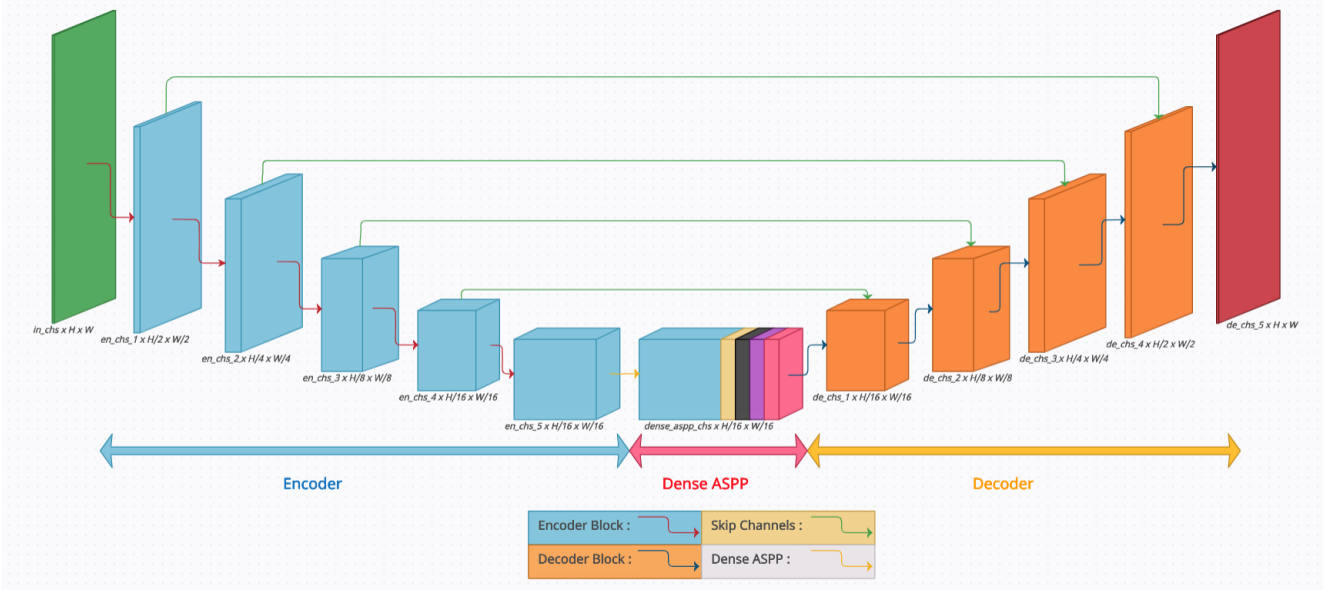 in_chs x H x W
en_chs_1 x H/2 x W/2
en_chs_2 x H/4 x W/4
en_chs_3 x H/8 x W/8
en_chs_4 x H/16 x W/16
en_chs_5 x H/16 x W/16
dense_aspp_chs x H/16 x W/16
de_chs_1 x H/16 x W/16
de_chs_2 x H/8 x W/8
de_chs_3 x H/4 x W/4
de_chs_4 x H/2 x W/2
de_chs_5 x H x W
Encoder
Dense ASPP
Decoder
Encoder Block :
Skip Channels :
Decoder Block :
Dense ASPP :